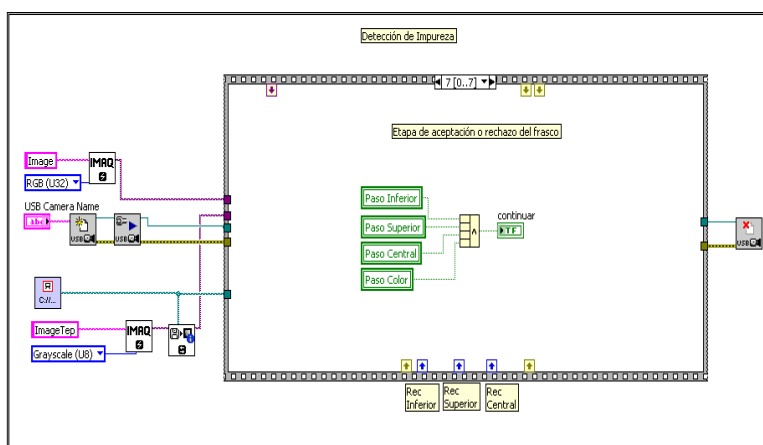 Detección de Impureza
7 [0..7]
Etapa de aceptación o rechazo del frasco
Image
IMAQ
RGB (U32)
USB Camera Name
abc
USB
USB
Paso Inferior
Paso Superior
Paso Central
Paso Color
continuar
TF
USB
C://...
ImageTep
IMAQ
Grayscale (U8)
Rec
Inferior
Rec
Superior
Rec
Central